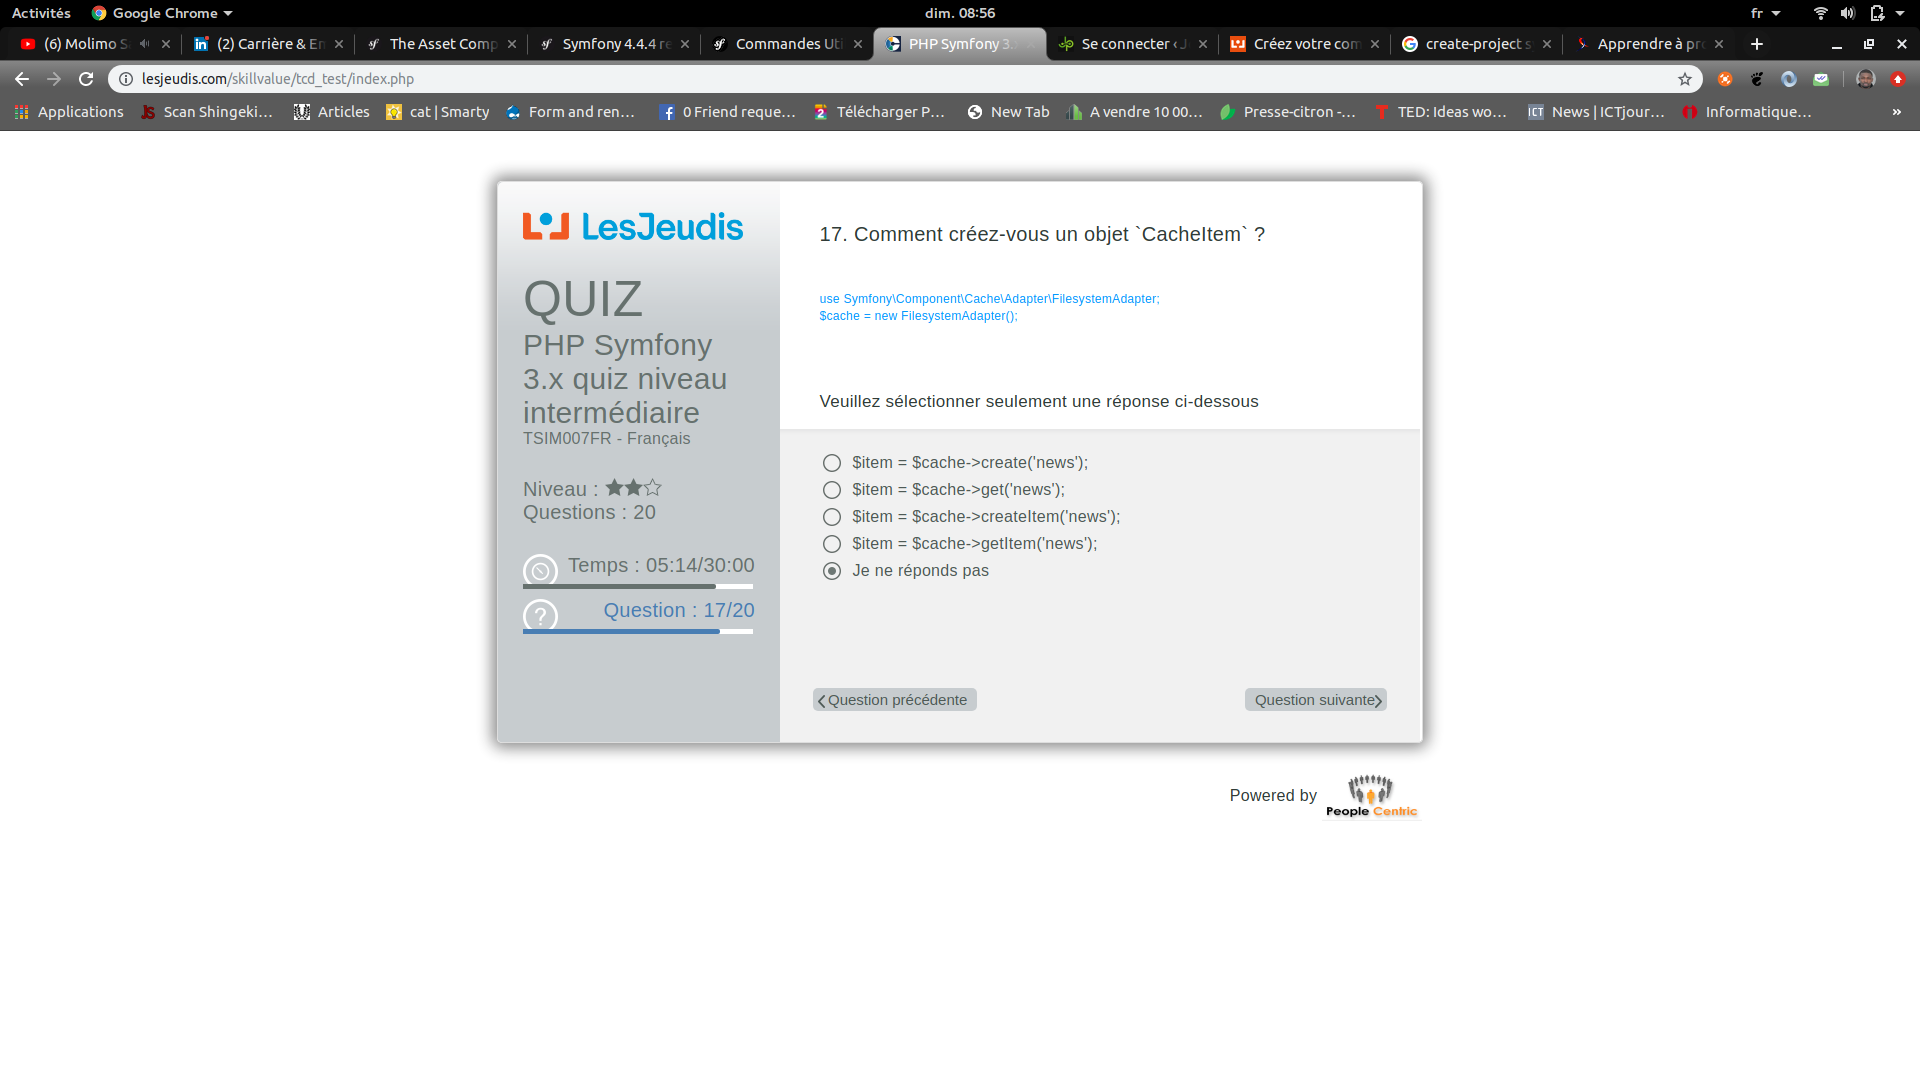 Activités Google Chrome dim. 08:56 fr
(6) Molimo S (2) Carrière & En The Asset Comp Symfony 4.4.4 re Commandes Uti PHP Symfony 3. Se connecter ‹ J Créez votre com create-project s Apprendre à pro
lesjeudis.com/skillvalue/tcd_test/index.php
Applications Scan Shingeki... Articles cat | Smarty Form and ren... 0 Friend reque... Télécharger P... New Tab A vendre 10 00... Presse-citron -... TED: Ideas wo... News | ICTjour... Informatique... »
LesJeudis
QUIZ
PHP Symfony
3.x quiz niveau
intermédiaire
TSIM007FR - Français
Niveau : ★★☆
Questions : 20
Temps : 05:14/30:00
Question : 17/20
17. Comment créez-vous un objet `CacheItem` ?
use Symfony\Component\Cache\Adapter\FilesystemAdapter;
$cache = new FilesystemAdapter();
Veuillez sélectionner seulement une réponse ci-dessous
$item = $cache->create('news');
$item = $cache->get('news');
$item = $cache->createItem('news');
$item = $cache->getItem('news');
Je ne réponds pas
Question précédente
Question suivante
Powered by
People Centric